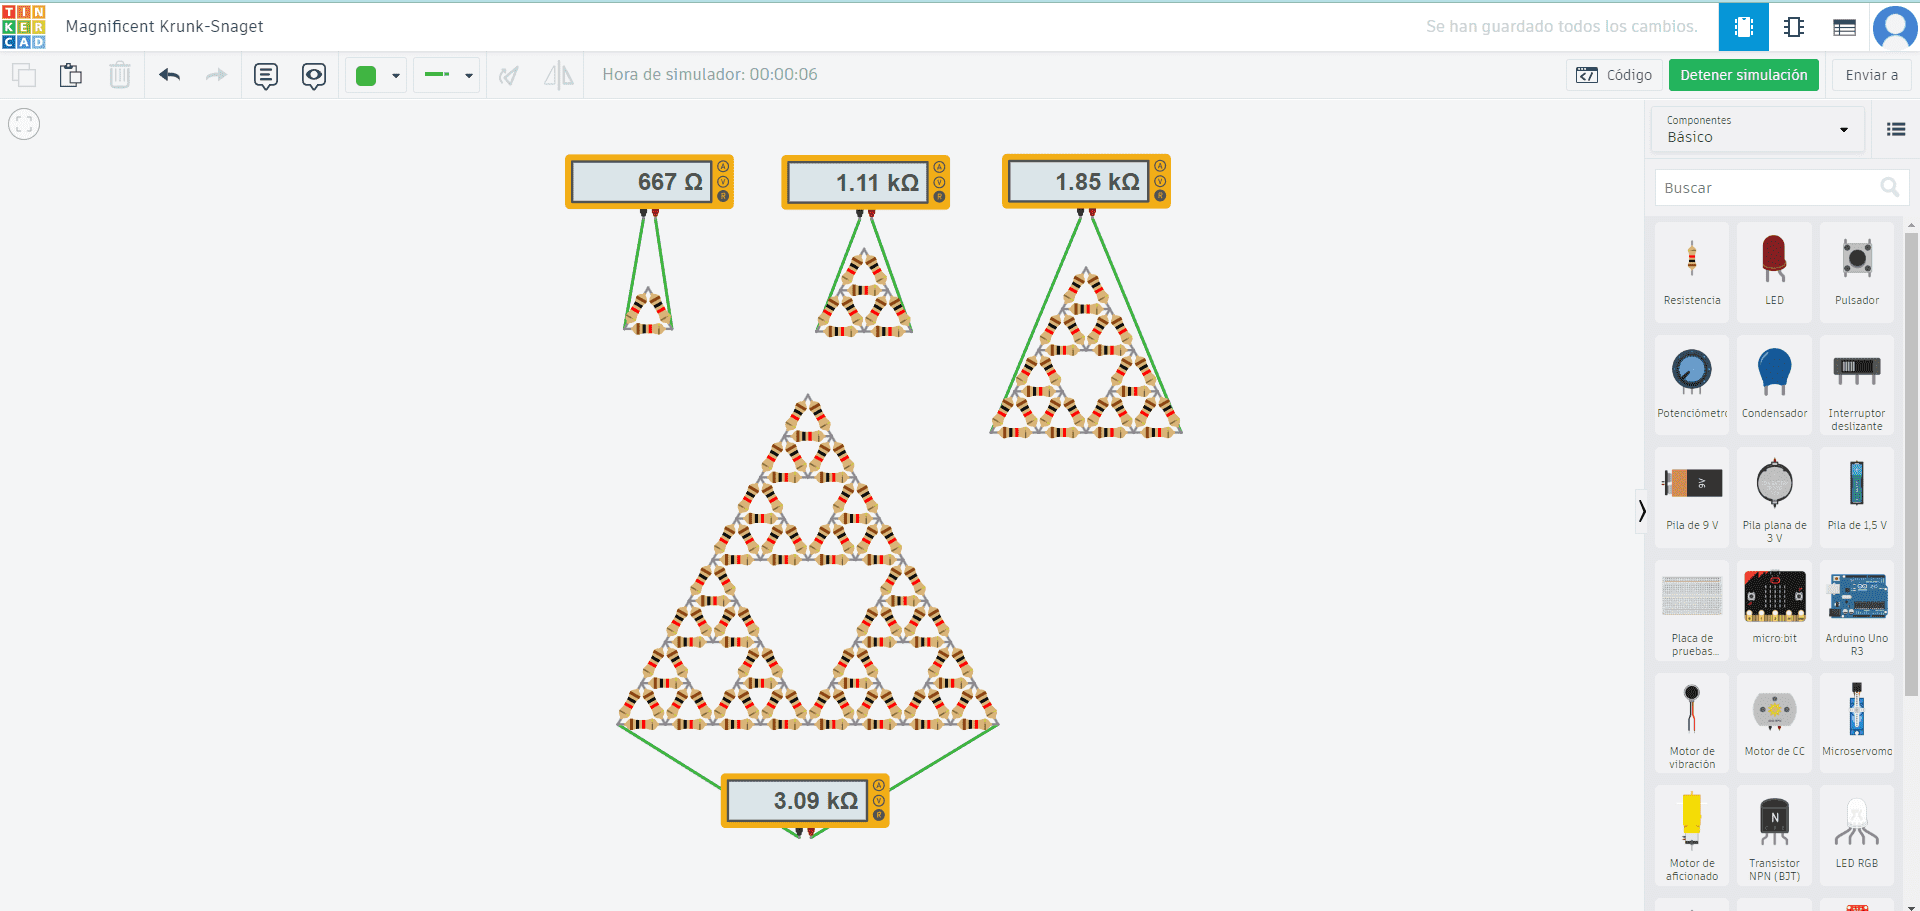 TIN
KER
CAD
Magnificent Krunk-Snaget
Se han guardado todos los cambios.
Hora de simulador: 00:00:06
Código
Detener simulación
Enviar a
Componentes
Básico
Buscar
667 Ω
A
V
R
1.11 kΩ
A
V
R
1.85 kΩ
A
V
R
3.09 kΩ
A
V
R
Resistencia
LED
Pulsador
Potenciómetro
Condensador
Interruptor
deslizante
9V
Pila de 9 V
Pila plana de
3 V
Pila de 1,5 V
Placa de
pruebas...
micro:bit
Arduino Uno
R3
Motor de
vibración
Motor de CC
Microservomo
Motor de
aficionado
N
Transistor
NPN (BJT)
LED RGB